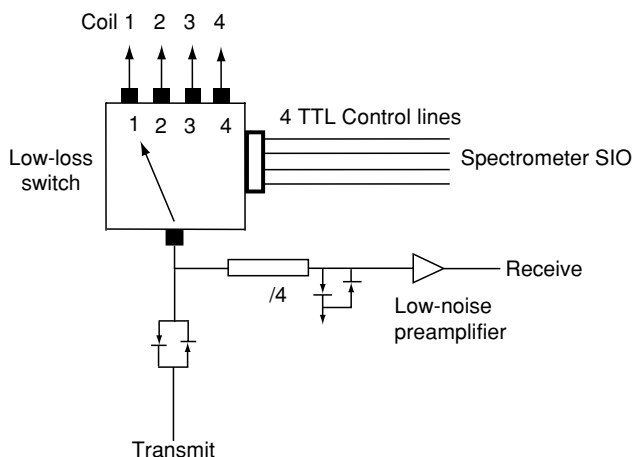 Coil 1 2 3 4
1 2 3 4
4 TTL Control lines
Low-loss
switch
Spectrometer SIO
Receive
/4
Low-noise
preamplifier
Transmit